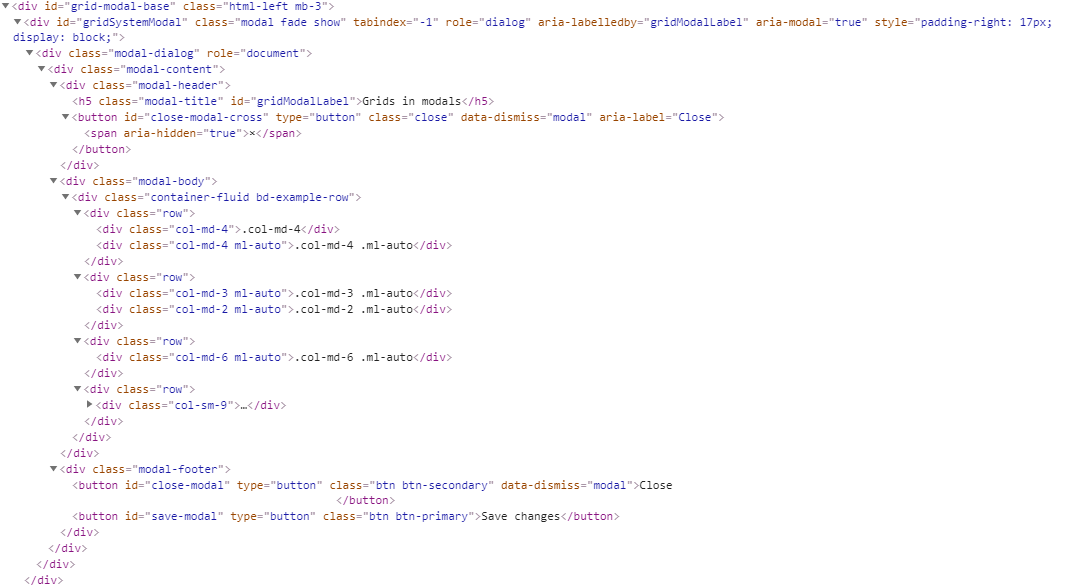 <div id="grid-modal-base" class="html-left mb-3">
<div id="gridSystemModal" class="modal fade show" tabindex="-1" role="dialog" aria-labelledby="gridModalLabel" aria-modal="true" style="padding-right: 17px;
display: block;">
<div class="modal-dialog" role="document">
<div class="modal-content">
<div class="modal-header">
<h5 class="modal-title" id="gridModalLabel">Grids in modals</h5>
<button id="close-modal-cross" type="button" class="close" data-dismiss="modal" aria-label="Close">
<span aria-hidden="true">×</span>
</button>
</div>
<div class="modal-body">
<div class="container-fluid bd-example-row">
<div class="row">
<div class="col-md-4">.col-md-4</div>
<div class="col-md-4 ml-auto">.col-md-4 .ml-auto</div>
</div>
<div class="row">
<div class="col-md-3 ml-auto">.col-md-3 .ml-auto</div>
<div class="col-md-2 ml-auto">.col-md-2 .ml-auto</div>
</div>
<div class="row">
<div class="col-md-6 ml-auto">.col-md-6 .ml-auto</div>
</div>
<div class="row">
<div class="col-sm-9">…</div>
</div>
</div>
</div>
<div class="modal-footer">
<button id="close-modal" type="button" class="btn btn-secondary" data-dismiss="modal">Close
</button>
<button id="save-modal" type="button" class="btn btn-primary">Save changes</button>
</div>
</div>
</div>
</div>